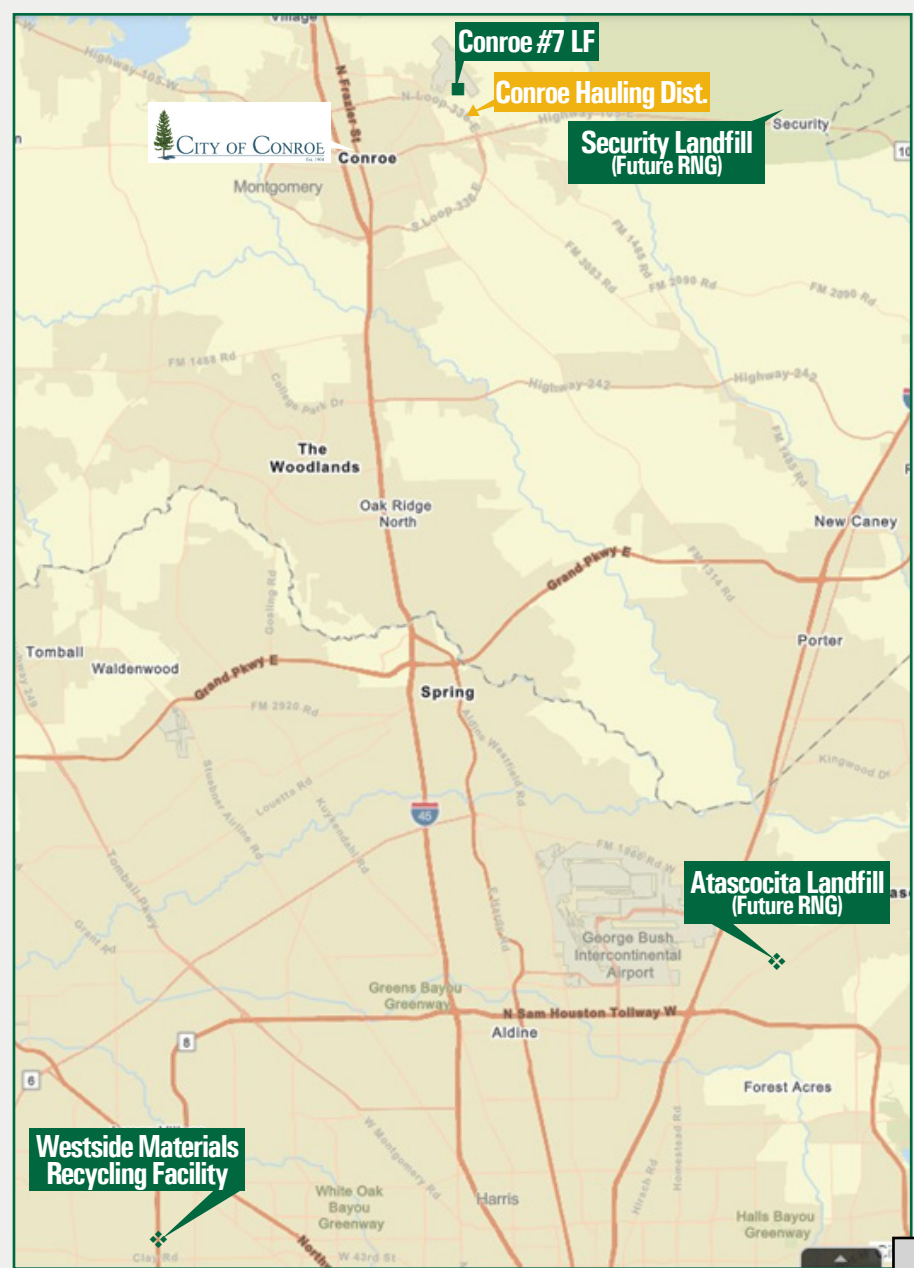 Village
Conroe #7 LF
Highway-105-W
N Frazier St
Conroe Hauling Dist.
N-Loop-336-E
Highway-105-E
Security Landfill
(Future RNG)
Security
CITY OF CONROE
Conroe
10
Montgomery
S-Loop-336-E
FM 1485 Rd
FM 3083 Rd
FM 2090 Rd
FM 2090 Rd
FM 1488 Rd
Highway-242
Highway-242
College Park Dr
The
Woodlands
FM 1485 Rd
Oak Ridge
North
New Caney
Grand Pkwy E
FM 1314 Rd
Gosling Rd
Tomball
Waldenwood
Porter
Grand Pkwy E
Spring
FM 2920 Rd
Aldine Westfield Rd
Kingwood Dr
Stuebner Airline Rd
Louetta Rd
Kuykendahl Rd
45
FM 1960 Rd W
Tomball Pkwy
Atascocita Landfill
(Future RNG)
E Hardy Rd
Grant Rd
George Bush
Intercontinental
Airport
Greens Bayou
Greenway
N Sam Houston Tollway W
Aldine
8
6
Forest Acres
Homestead Rd
Hirsch Rd
W Montgomery Rd
Westside Materials
Recycling Facility
White Oak
Bayou
Greenway
Harris
Halls Bayou
Greenway
Clay Rd
W 43rd St